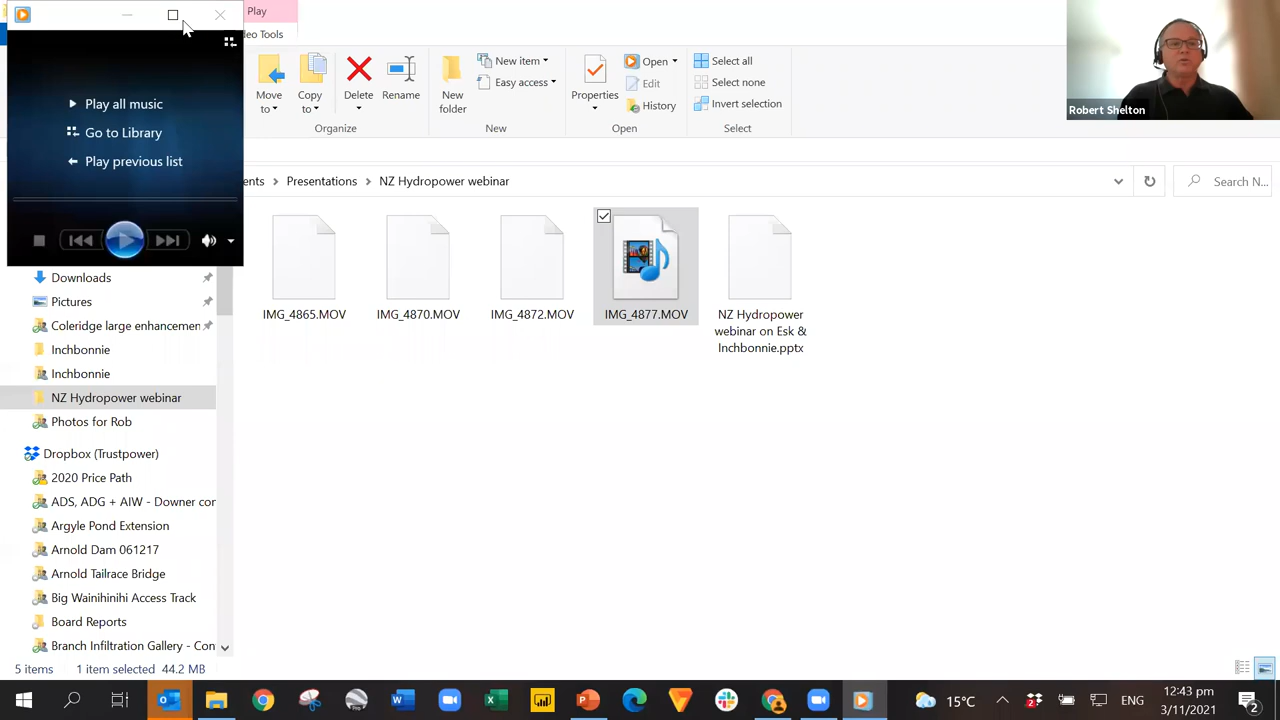 Play
deo Tools
Play all music
Go to Library
Play previous list
Move to
Copy to
Delete
Rename
Organize
New folder
New item
Easy access
New
Properties
Open
Edit
History
Open
Select all
Select none
Invert selection
Select
Robert Shelton
ents > Presentations > NZ Hydropower webinar
Search N...
Downloads
Pictures
Coleridge large enhancemen
Inchbonnie
Inchbonnie
NZ Hydropower webinar
Photos for Rob
Dropbox (Trustpower)
2020 Price Path
ADS, ADG + AIW - Downer con
Argyle Pond Extension
Arnold Dam 061217
Arnold Tailrace Bridge
Big Wainihinihi Access Track
Board Reports
Branch Infiltration Gallery - Con
IMG_4865.MOV
IMG_4870.MOV
IMG_4872.MOV
IMG_4877.MOV
NZ Hydropower
webinar on Esk &
Inchbonnie.pptx
5 items
1 item selected 44.2 MB
15°C
ENG
12:43 pm
3/11/2021
2